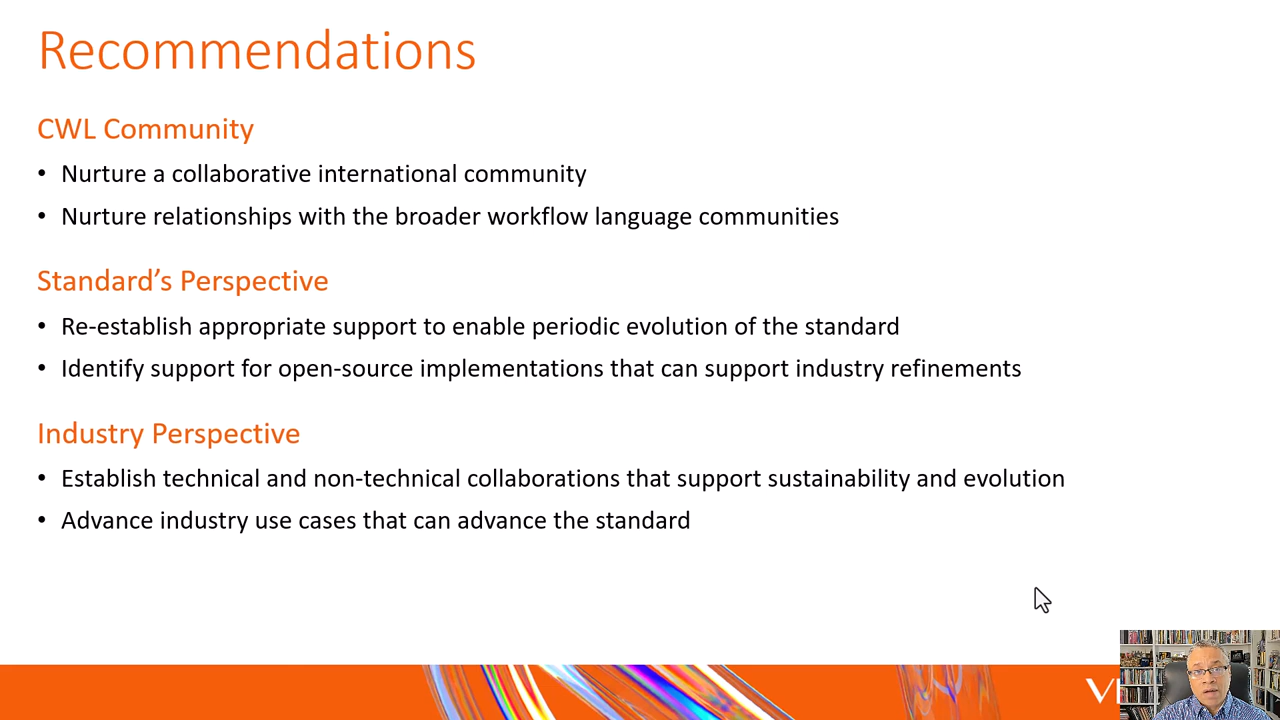 Recommendations
CWL Community
• Nurture a collaborative international community
• Nurture relationships with the broader workflow language communities
Standard’s Perspective
• Re-establish appropriate support to enable periodic evolution of the standard
• Identify support for open-source implementations that can support industry refinements
Industry Perspective
• Establish technical and non-technical collaborations that support sustainability and evolution
• Advance industry use cases that can advance the standard